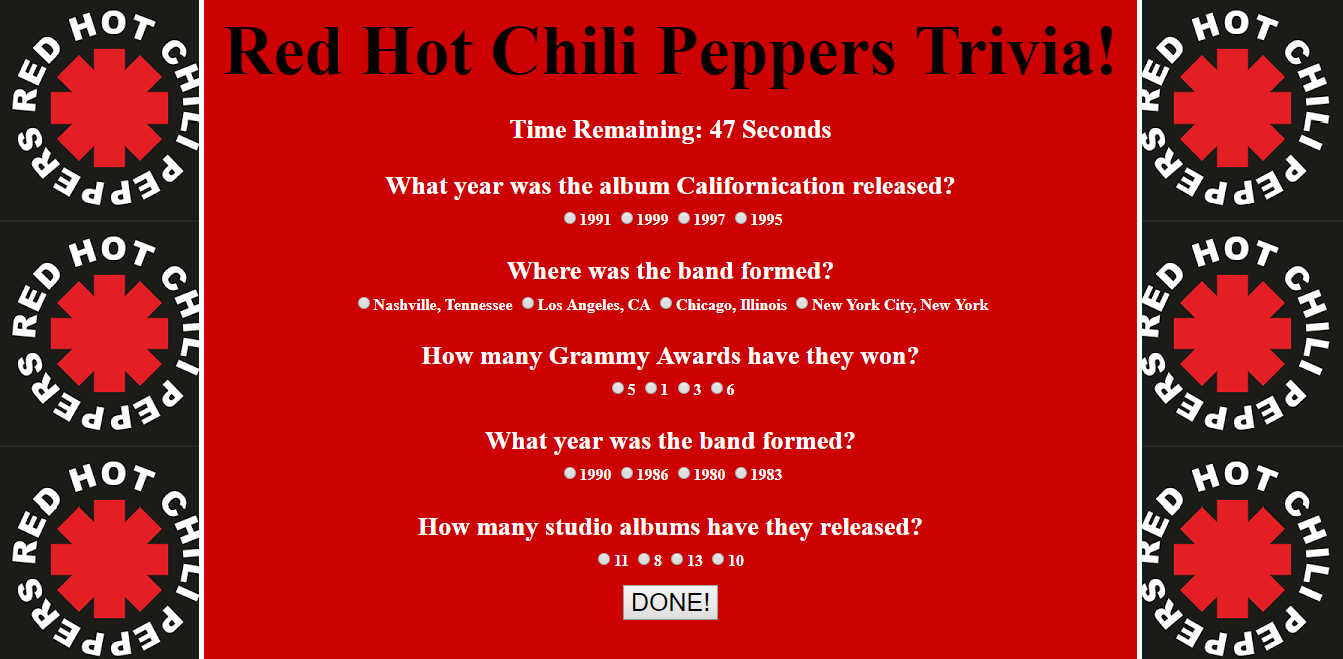 Red Hot Chili Peppers Trivia!
Time Remaining: 47 Seconds
What year was the album Californication released?
1991 1999 1997 1995
Where was the band formed?
Nashville, Tennessee Los Angeles, CA Chicago, Illinois New York City, New York
How many Grammy Awards have they won?
5 1 3 6
What year was the band formed?
1990 1986 1980 1983
How many studio albums have they released?
11 8 13 10
DONE!
RED HOT CHILI PEPPERS
RED HOT CHILI PEPPERS
RED HOT CHILI PEPPERS
RED HOT CHILI PEPPERS
RED HOT CHILI PEPPERS
RED HOT CHILI PEPPERS